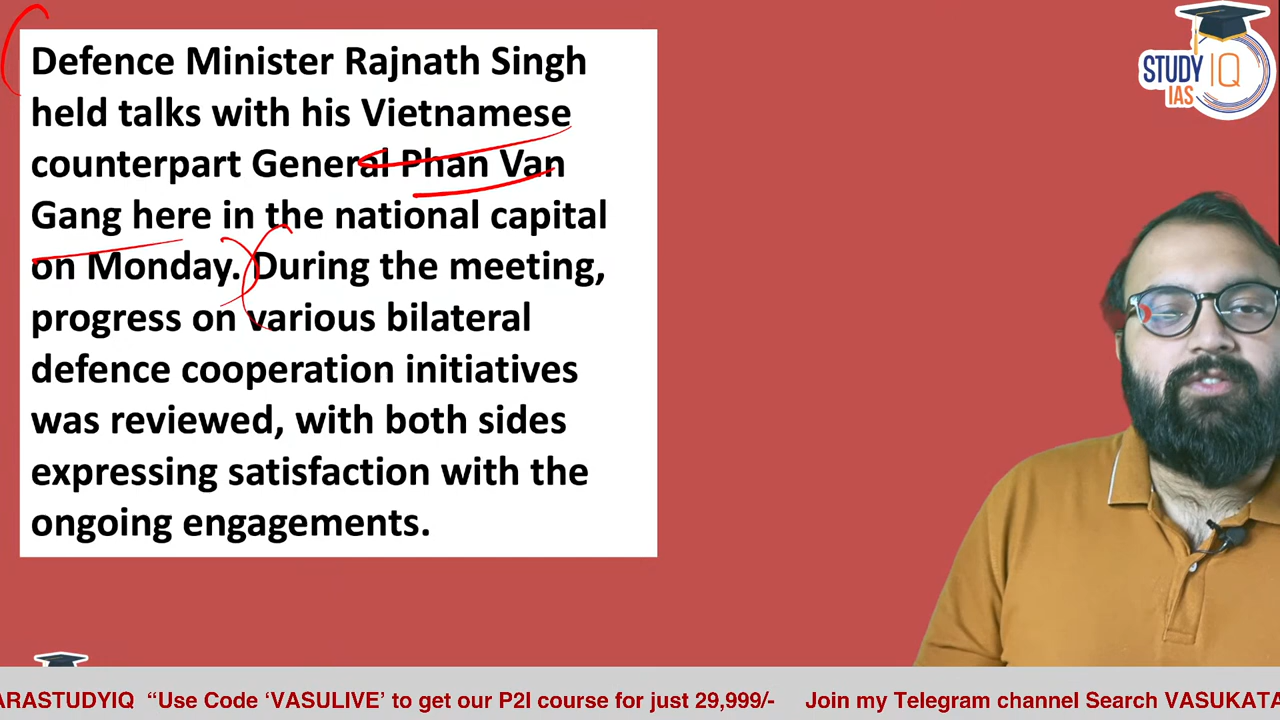 Defence Minister Rajnath Singh
held talks with his Vietnamese
counterpart General Phan Van
Gang here in the national capital
on Monday. During the meeting,
progress on various bilateral
defence cooperation initiatives
was reviewed, with both sides
expressing satisfaction with the
ongoing engagements.
STUDY IQ
IAS
ARASTUDYIQ “Use Code ‘VASULIVE’ to get our P2I course for just 29,999/- Join my Telegram channel Search VASUKATA